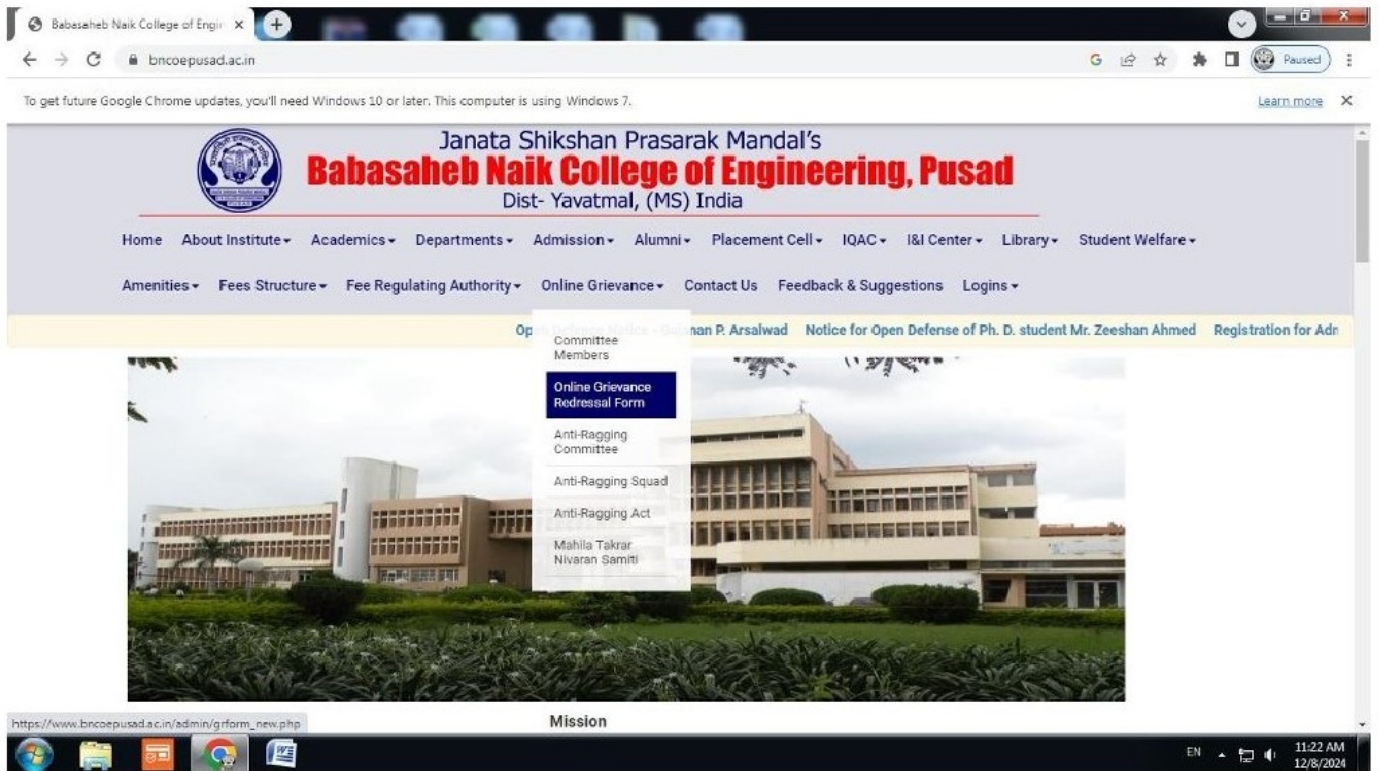 Babasaheb Naik College of Engin
bncoepusad.ac.in
G
Paused
To get future Google Chrome updates, you'll need Windows 10 or later. This computer is using Windows 7.
Learn more
Janata Shikshan Prasarak Mandal's
Babasaheb Naik College of Engineering, Pusad
Dist- Yavatmal, (MS) India
Home About Institute Academics Departments Admission Alumni Placement Cell IQAC I&I Center Library Student Welfare
Amenities Fees Structure Fee Regulating Authority Online Grievance Contact Us Feedback & Suggestions Logins
P. Arsalwad Notice for Open Defense of Ph. D. student Mr. Zeeshan Ahmed Registration for Adn
Committee
Members
Online Grievance
Redressal Form
Anti-Ragging
Committee
Anti-Ragging Squad
Anti-Ragging Act
Mahila Takrar
Nivaran Samiti
Mission
https://www.bncoepusad.ac.in/admin/grform_new.php
EN
11:22 AM
12/8/2024